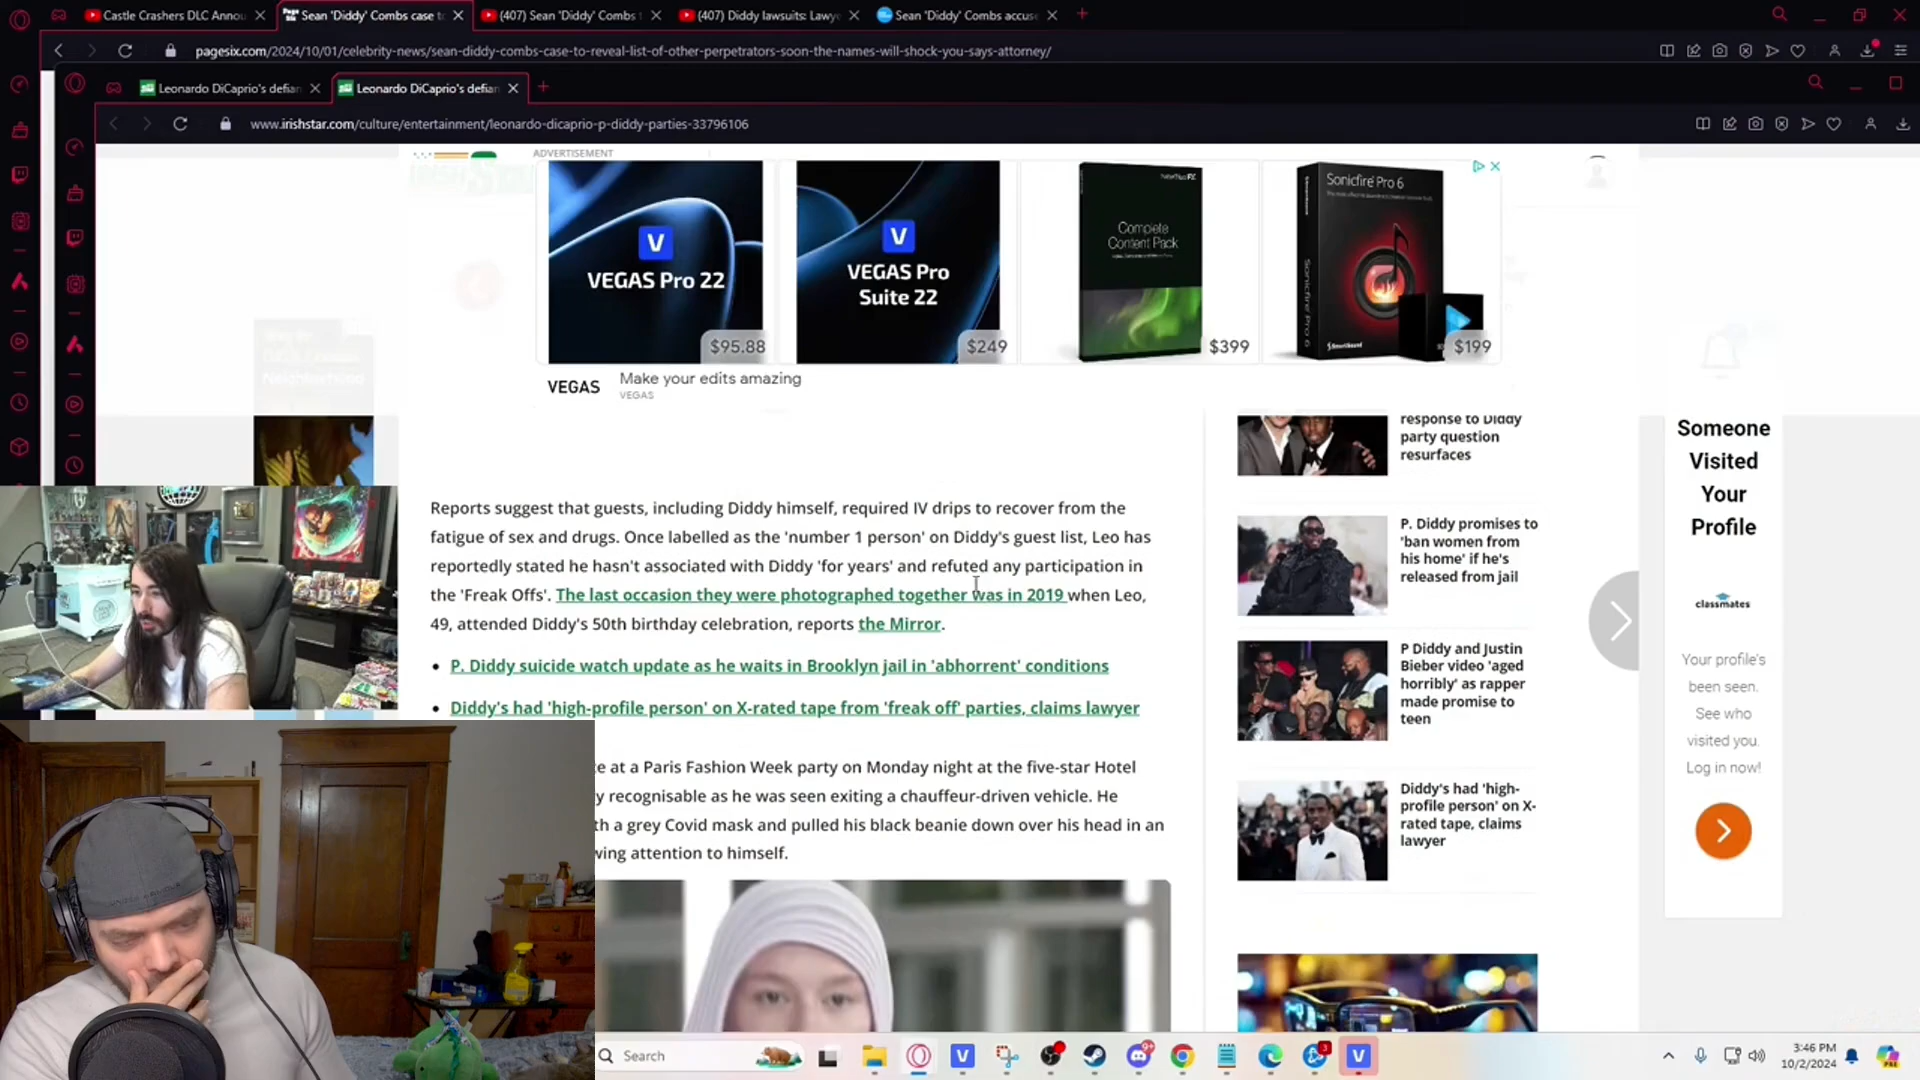 Castle Crashers DLC Annou
Sean 'Diddy' Combs case to
(407) Sean 'Diddy' Combs
(407) Diddy lawsuits: Lawye
Sean 'Diddy' Combs accuse
pagesix.com/2024/10/01/celebrity-news/sean-diddy-combs-case-to-reveal-list-of-other-perpetrators-soon-the-names-will-shock-you-says-attorney/
Leonardo DiCaprio's defian
Leonardo DiCaprio's defian
www.irishstar.com/culture/entertainment/leonardo-dicaprio-p-diddy-parties-33796106
ADVERTISEMENT
V
VEGAS Pro 22
$95.88
V
VEGAS Pro
Suite 22
$249
Complete
Content Pack
$399
Sonicfire Pro 6
SmartSound
$199
VEGAS
Make your edits amazing
VEGAS
Reports suggest that guests, including Diddy himself, required IV drips to recover from the
fatigue of sex and drugs. Once labelled as the 'number 1 person' on Diddy's guest list, Leo has
reportedly stated he hasn't associated with Diddy 'for years' and refuted any participation in
the 'Freak Offs'. The last occasion they were photographed together was in 2019 when Leo,
49, attended Diddy's 50th birthday celebration, reports the Mirror.
• P. Diddy suicide watch update as he waits in Brooklyn jail in 'abhorrent' conditions
• Diddy's had 'high-profile person' on X-rated tape from 'freak off' parties, claims lawyer
te at a Paris Fashion Week party on Monday night at the five-star Hotel
y recognisable as he was seen exiting a chauffeur-driven vehicle. He
th a grey Covid mask and pulled his black beanie down over his head in an
wing attention to himself.
response to Diddy
party question
resurfaces
P. Diddy promises to
'ban women from
his home' if he's
released from jail
P Diddy and Justin
Bieber video 'aged
horribly' as rapper
made promise to
teen
Diddy's had 'high-
profile person' on X-
rated tape, claims
lawyer
Someone
Visited
Your
Profile
classmates
Your profile's
been seen.
See who
visited you.
Log in now!
Search
3:46 PM
10/2/2024